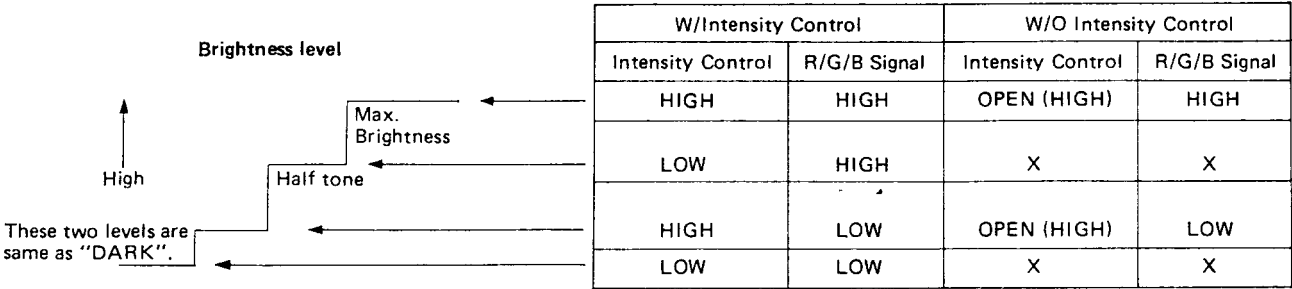 Brightness level
High
Max.
Brightness
Half tone
These two levels are
same as "DARK".
W/Intensity Control W/O Intensity Control
Intensity Control R/G/B Signal Intensity Control R/G/B Signal
HIGH HIGH OPEN (HIGH) HIGH
LOW HIGH X X
HIGH LOW OPEN (HIGH) LOW
LOW LOW X X